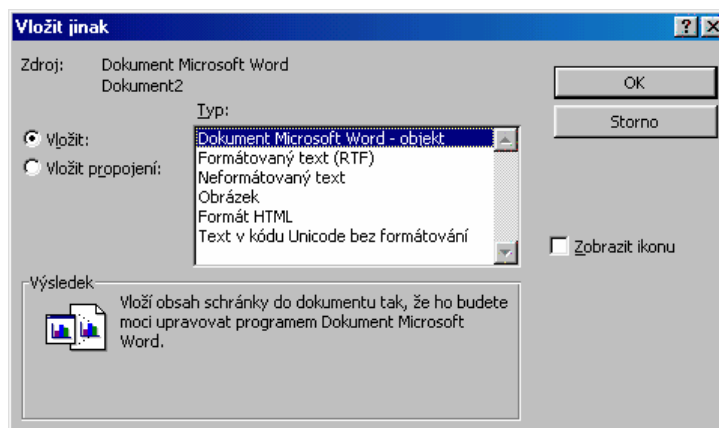 Vložit jinak
Zdroj: Dokument Microsoft Word
Dokument2
Typ:
Vložit:
Vložit propojení:
Dokument Microsoft Word - objekt
Formátovaný text (RTF)
Neformátovaný text
Obrázek
Formát HTML
Text v kódu Unicode bez formátování
OK
Storno
Zobrazit ikonu
Výsledek
Vloží obsah schránky do dokumentu tak, že ho budete
moci upravovat programem Dokument Microsoft
Word.